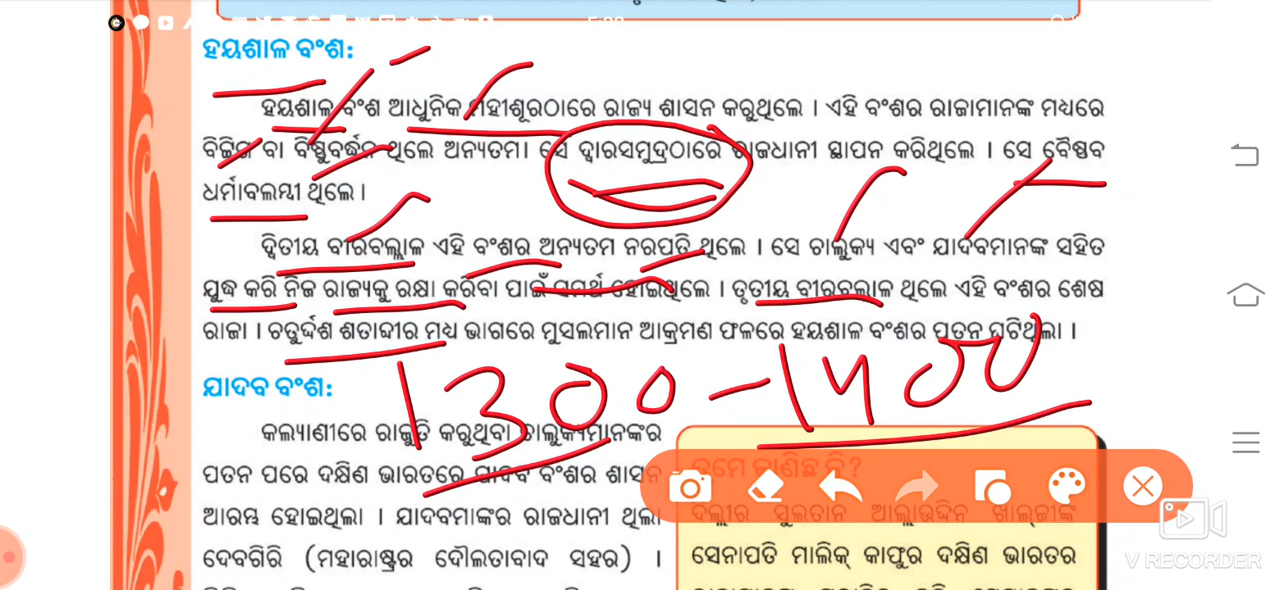 ହୟଶାଳ ବଂଶ:
ହୟଶାଳ ବଂଶ ଆଧୁନିକ ମହୀଶୂରଠାରେ ରାଜ୍ୟ ଶାସନ କରୁଥିଲେ । ଏହି ବଂଶର ରାଜାମାନଙ୍କ ମଧ୍ୟରେ
ବା ବିଷ୍ଣୁବର୍ଦ୍ଧନ ଥିଲେ ଅନ୍ୟତମ। ସେ ଦ୍ୱାରସମୁଦ୍ରଠାରେ ରାଜଧାନୀ ସ୍ଥାପନ କରିଥିଲେ । ସେ ବୈଷ୍ଣବ
ଧର୍ମାବଲମ୍ବୀ ଥିଲେ ।
ଦ୍ୱିତୀୟ ବୀରବଲ୍ଲାଳ ଏହି ବଂଶର ଅନ୍ୟତମ ନରପତି ଥିଲେ । ସେ ଚାଲୁକ୍ୟ ଏବଂ ଯାଦବମାନଙ୍କ ସହିତ
ଯୁଦ୍ଧ କରି ନିଜ ରାଜ୍ୟକୁ ରକ୍ଷା କରିବା ପାଇଁ ସମର୍ଥ ହୋଇଥିଲେ । ତୃତୀୟ ବୀରବଲ୍ଲାଳ ଥିଲେ ଏହି ବଂଶର ଶେଷ
ରାଜା । ଚତୁର୍ଦ୍ଦଶ ଶତାବ୍ଦୀର ମଧ୍ୟ ଭାଗରେ ମୁସଲମାନ ଆକ୍ରମଣ ଫଳରେ ହୟଶାଳ ବଂଶର ପତନ ଘଟିଥିଲା ।
1300-1400
ଯାଦବ ବଂଶ:
କଲ୍ୟାଣୀରେ ରାଜୁତି କରୁଥିବା ଚାଲୁକ୍ୟମାନଙ୍କର
ପତନ ପରେ ଦକ୍ଷିଣ ଭାରତରେ ଯାଦବ ବଂଶର ଶାସନ
ଆରମ୍ଭ ହୋଇଥିଲା । ଯାଦବମାଙ୍କର ରାଜଧାନୀ ଥିଲା
ଦେବଗିରି (ମହାରାଷ୍ଟ୍ରର ଦୌଲତାବାଦ ସହର) ।
ତୁମେ ଜାଣିଛ କି?
ଦିଲ୍ଲୀର ସୁଲତାନ ଆଲ୍ଲାଉଦ୍ଦିନ ଖାଲ୍‌ଜୀଙ୍କ
ସେନାପତି ମାଲିକ୍ କାଫୁର ଦକ୍ଷିଣ ଭାରତର
V RECORDER